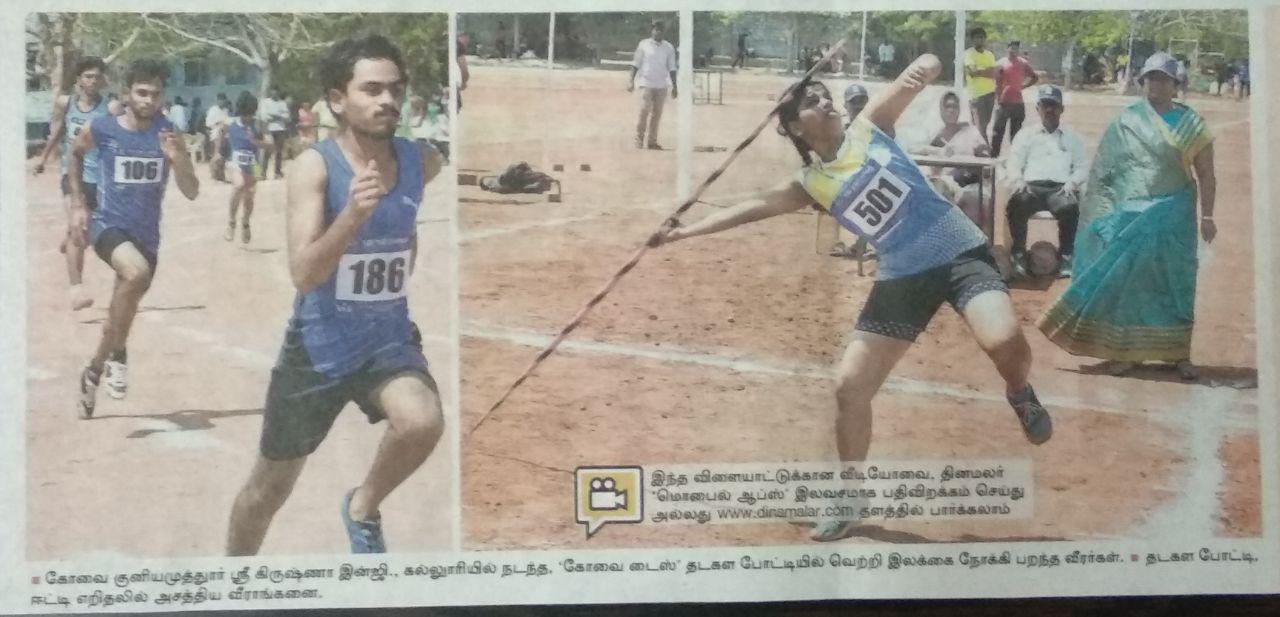 106
186
501
இந்த விளையாட்டுக்கான வீடியோவை, தினமலர்
'மொபைல் ஆப்ஸ்' இலவசமாக பதிவிறக்கம் செய்து
அல்லது www.dinamalar.com தளத்தில் பார்க்கலாம்
■ கோவை குனியமுத்துார் ஸ்ரீ கிருஷ்ணா இன்ஜி., கல்லுாரியில் நடந்த, 'கோவை டைஸ்' தடகள போட்டியில் வெற்றி இலக்கை நோக்கி பறந்த வீரர்கள். ■ தடகள போட்டி,
ஈட்டி எறிதலில் அசத்திய வீராங்கனை.